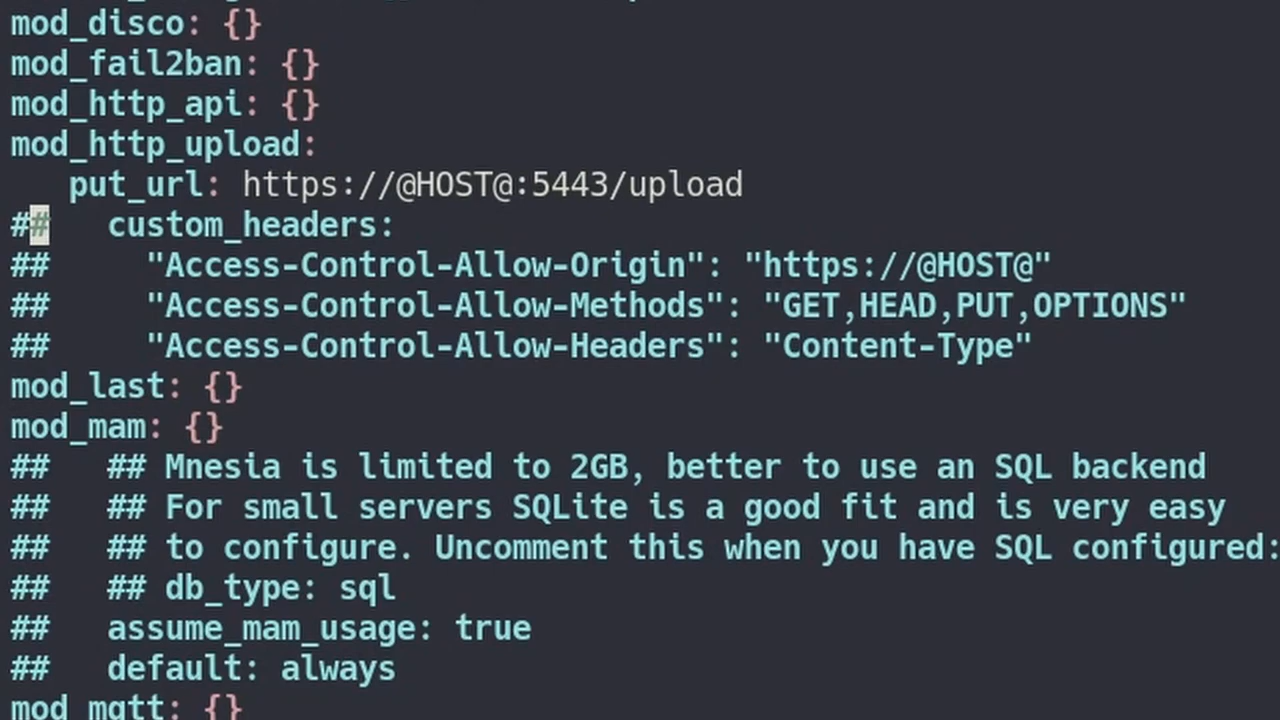 mod_disco: {}
mod_fail2ban: {}
mod_http_api: {}
mod_http_upload:
   put_url: https://@HOST@:5443/upload
##   custom_headers:
##     "Access-Control-Allow-Origin": "https://@HOST@"
##     "Access-Control-Allow-Methods": "GET,HEAD,PUT,OPTIONS"
##     "Access-Control-Allow-Headers": "Content-Type"
mod_last: {}
mod_mam: {}
##   ## Mnesia is limited to 2GB, better to use an SQL backend
##   ## For small servers SQLite is a good fit and is very easy
##   ## to configure. Uncomment this when you have SQL configured:
##   ## db_type: sql
##   assume_mam_usage: true
##   default: always
mod_mqtt: {}